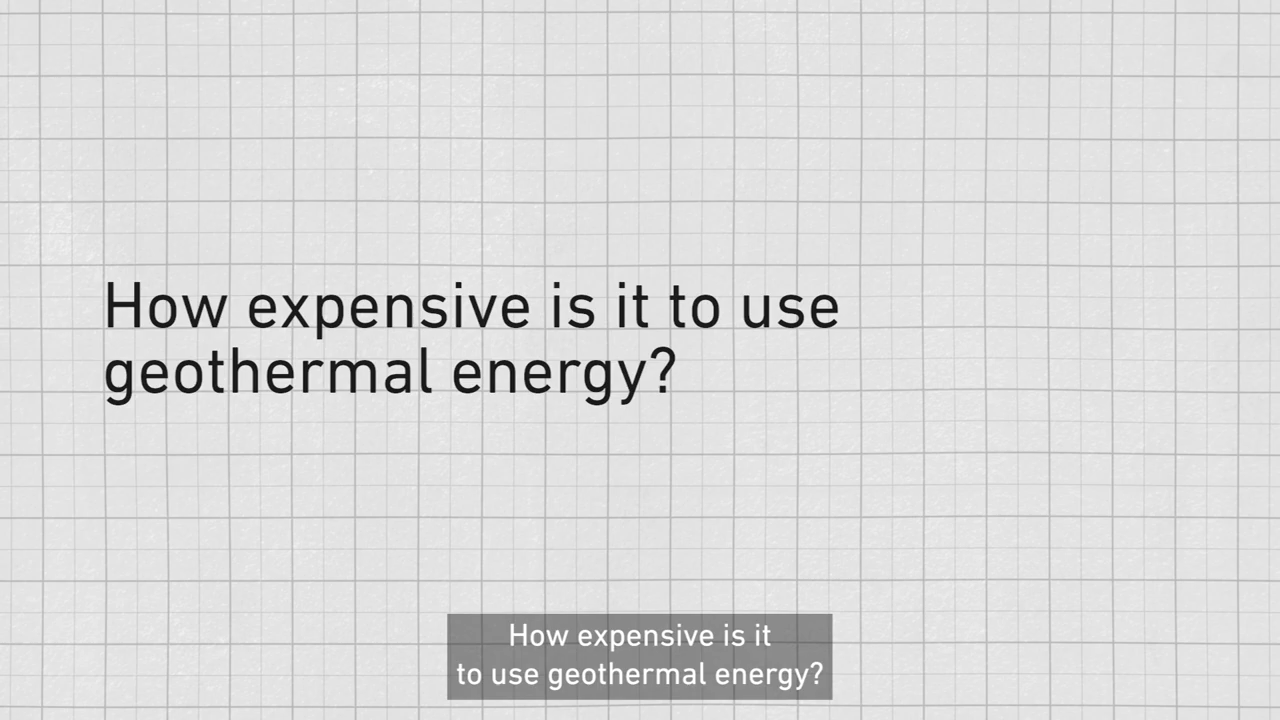 How expensive is it to use
geothermal energy?
How expensive is it
to use geothermal energy?